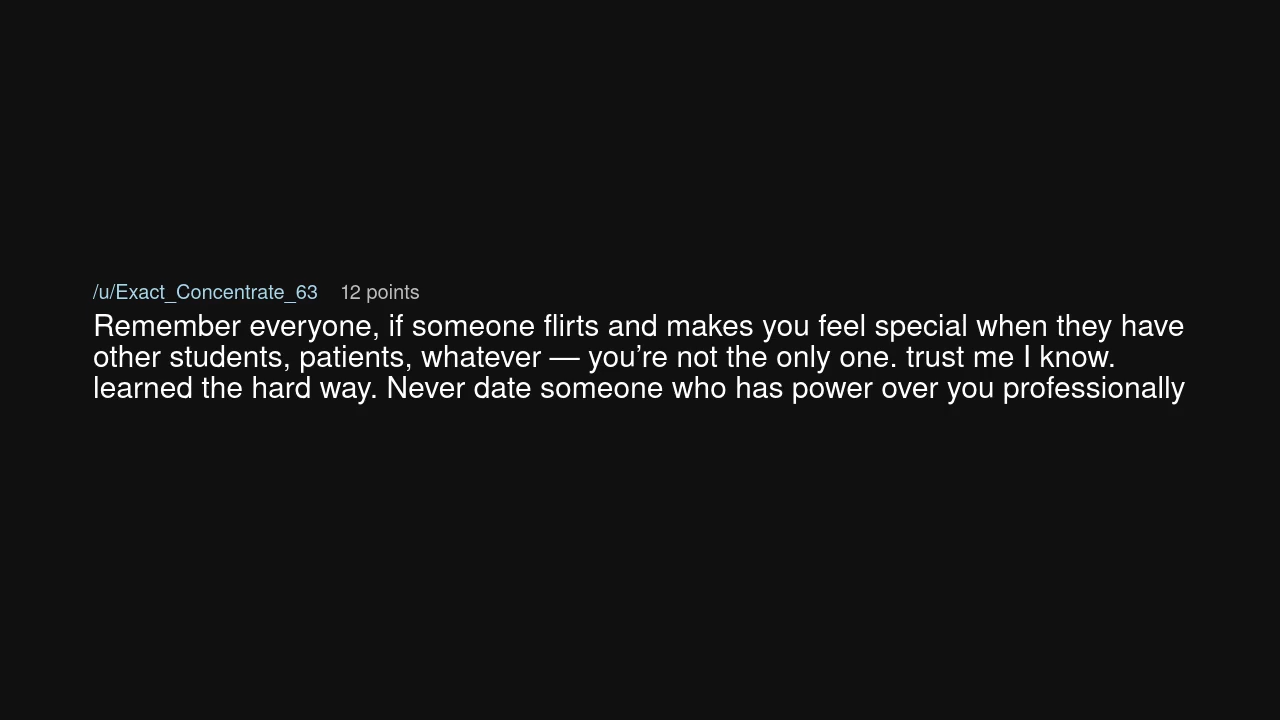 /u/Exact_Concentrate_63 12 points
Remember everyone, if someone flirts and makes you feel special when they have
other students, patients, whatever — you’re not the only one. trust me I know.
learned the hard way. Never date someone who has power over you professionally